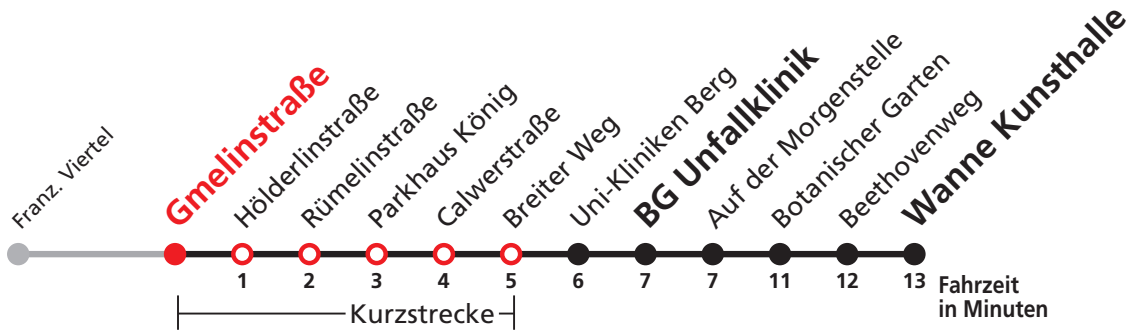 Franz. Viertel
Gmelinstraße
Hölderlinstraße
Rümelinstraße
Parkhaus König
Calwerstraße
Breiter Weg
Uni-Kliniken Berg
BG Unfallklinik
Auf der Morgenstelle
Botanischer Garten
Beethovenweg
Wanne Kunsthalle
1 2 3 4 5 6 7 7 11 12 13 Fahrzeit
in Minuten
Kurzstrecke